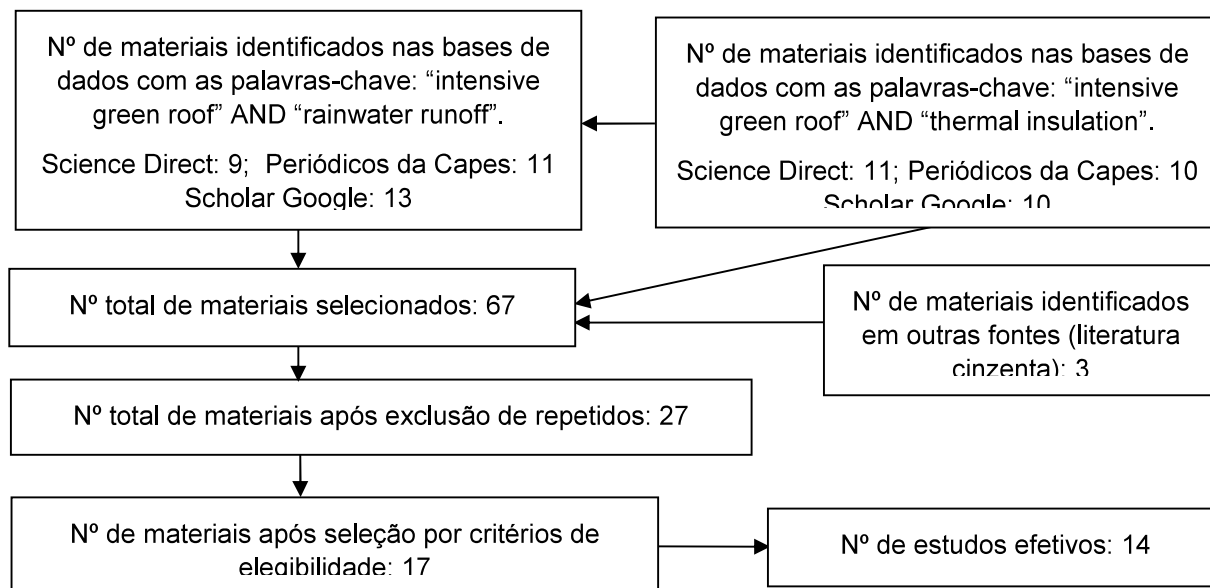 Nº de materiais identificados nas bases de
dados com as palavras-chave: “intensive
green roof” AND “rainwater runoff”.
Science Direct: 9; Periódicos da Capes: 11
Scholar Google: 13
Nº de materiais identificados nas bases de
dados com as palavras-chave: “intensive
green roof” AND “thermal insulation”.
Science Direct: 11; Periódicos da Capes: 10
Scholar Google: 10
Nº total de materiais selecionados: 67
Nº de materiais identificados
em outras fontes (literatura
cinzenta): 3
Nº total de materiais após exclusão de repetidos: 27
Nº de materiais após seleção por critérios de
elegibilidade: 17
Nº de estudos efetivos: 14